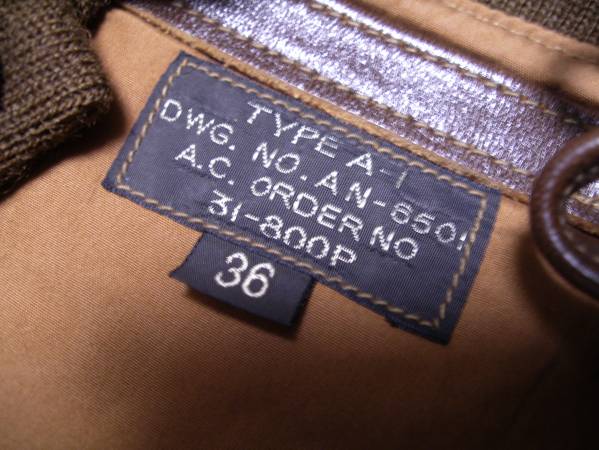 TYPE A-1
DWG. NO. AN-6501
A.C. ORDER NO
31-800P
36